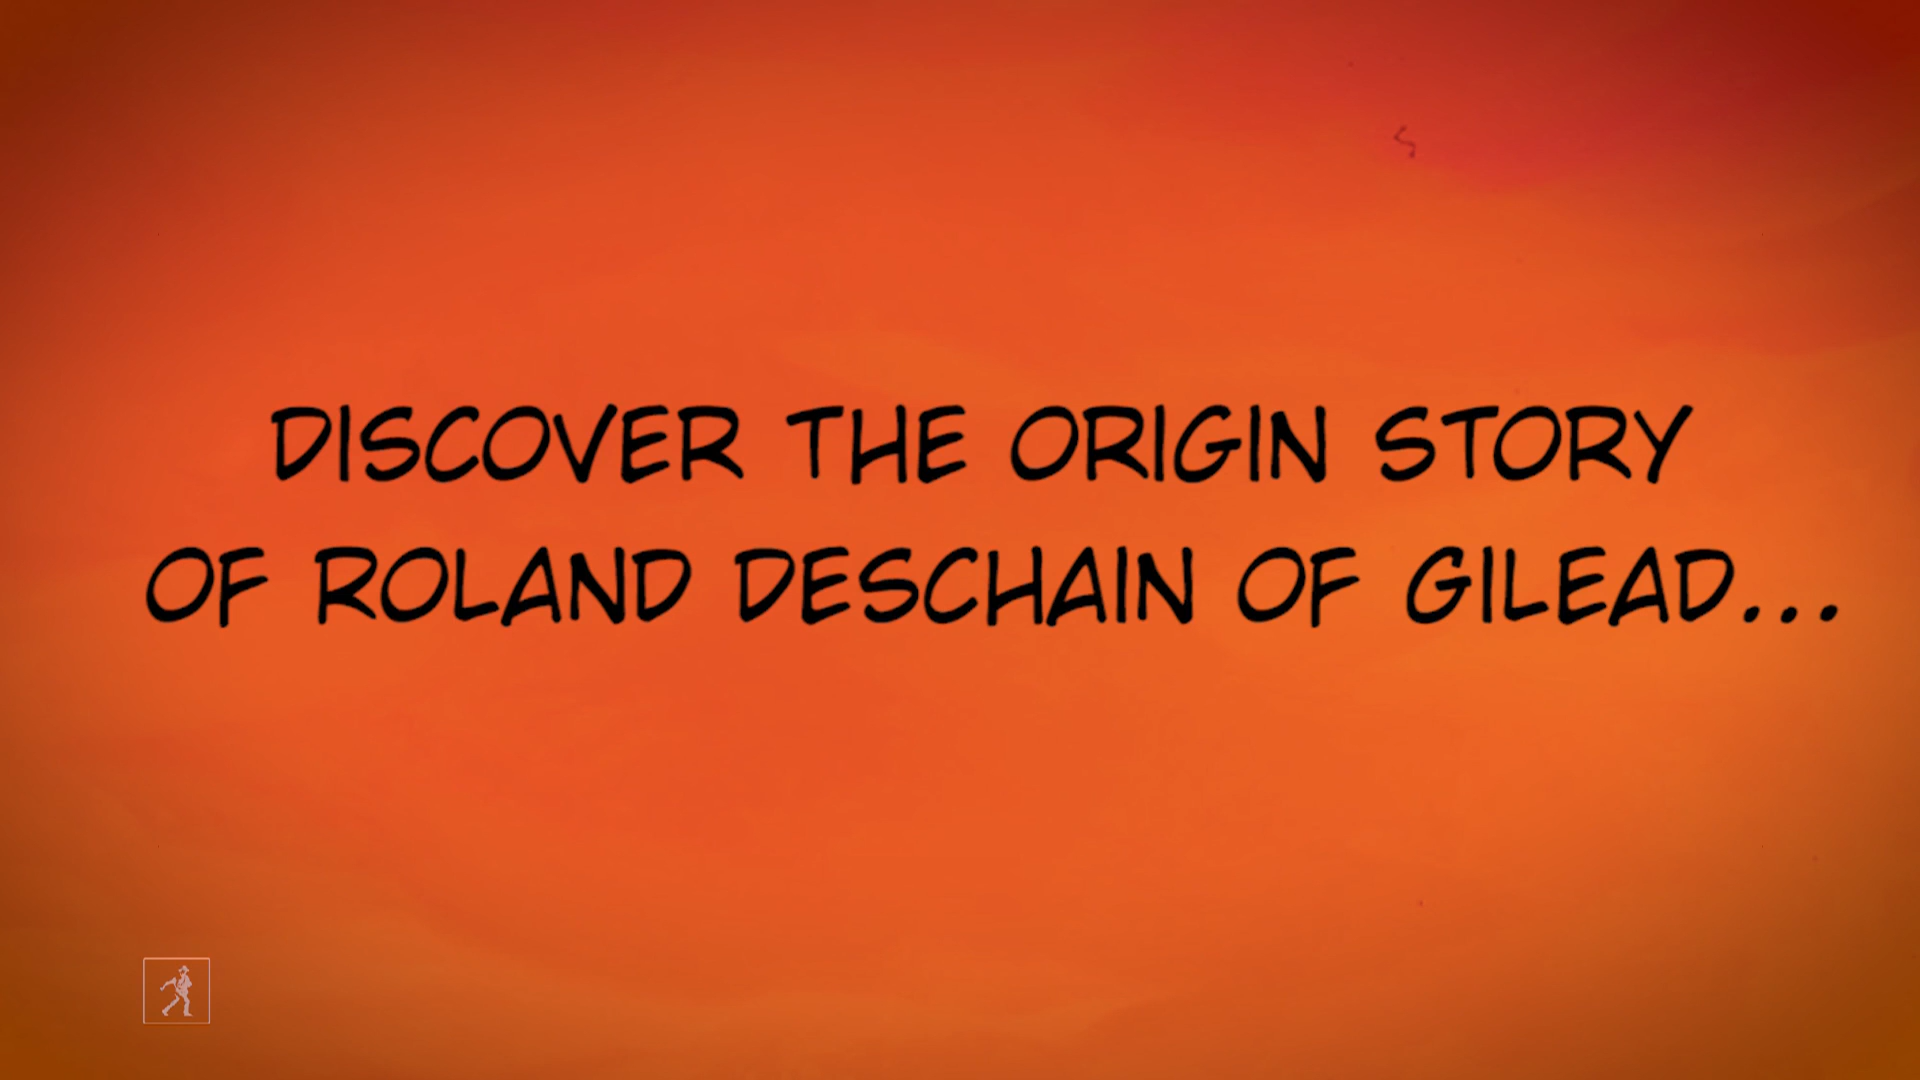 DISCOVER THE ORIGIN STORY
OF ROLAND DESCHAIN OF GILEAD...